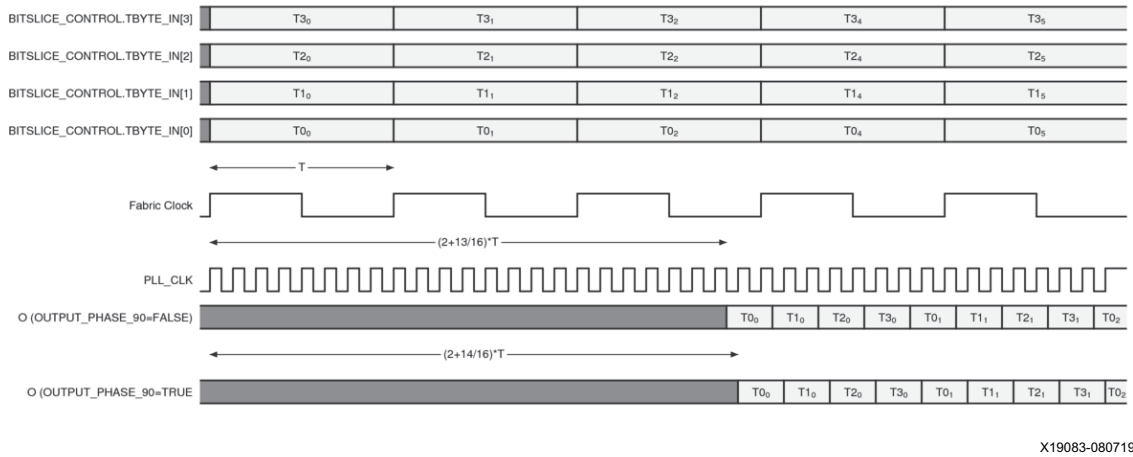 BITSLICE_CONTROL.TBYTE_IN[3] T3₀ T3₁ T3₂ T3₄ T3₅
BITSLICE_CONTROL.TBYTE_IN[2] T2₀ T2₁ T2₂ T2₄ T2₅
BITSLICE_CONTROL.TBYTE_IN[1] T1₀ T1₁ T1₂ T1₄ T1₅
BITSLICE_CONTROL.TBYTE_IN[0] T0₀ T0₁ T0₂ T0₄ T0₅
T
Fabric Clock
(2+13/16)*T
PLL_CLK
O (OUTPUT_PHASE_90=FALSE) T0₀ T1₀ T2₀ T3₀ T0₁ T1₁ T2₁ T3₁ T0₂
(2+14/16)*T
O (OUTPUT_PHASE_90=TRUE T0₀ T1₀ T2₀ T3₀ T0₁ T1₁ T2₁ T3₁ T0₂
X19083-080719